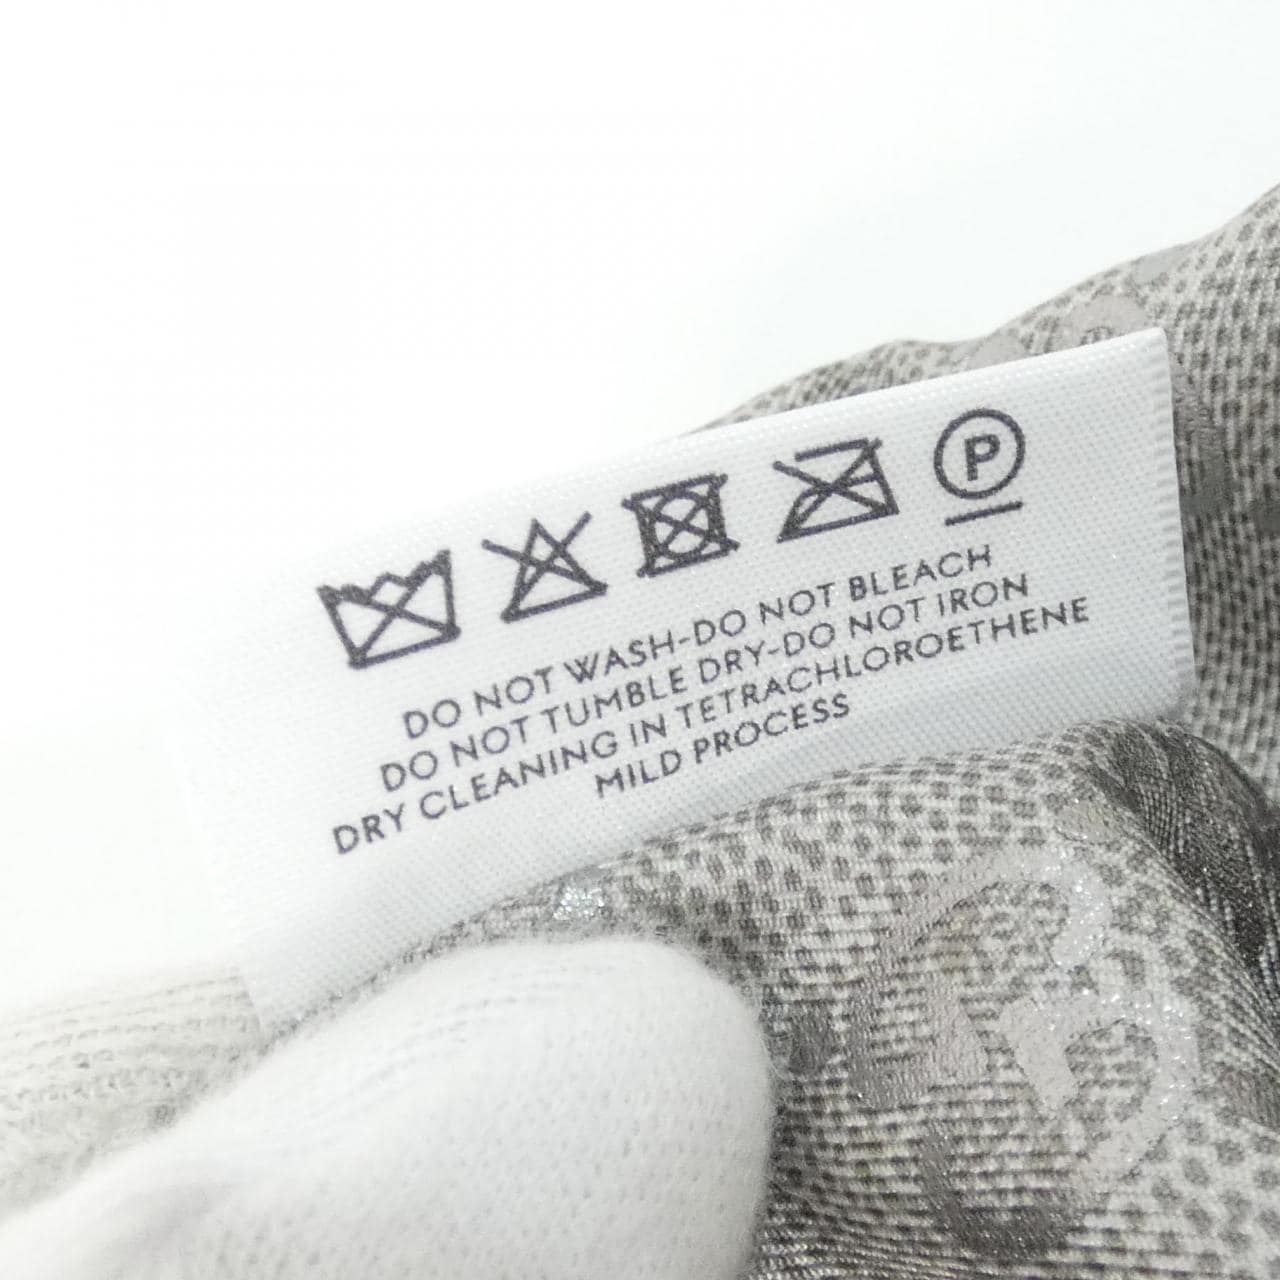 P
DO NOT WASH-DO NOT BLEACH
DO NOT TUMBLE DRY-DO NOT IRON
DRY CLEANING IN TETRACHLOROETHENE
MILD PROCESS